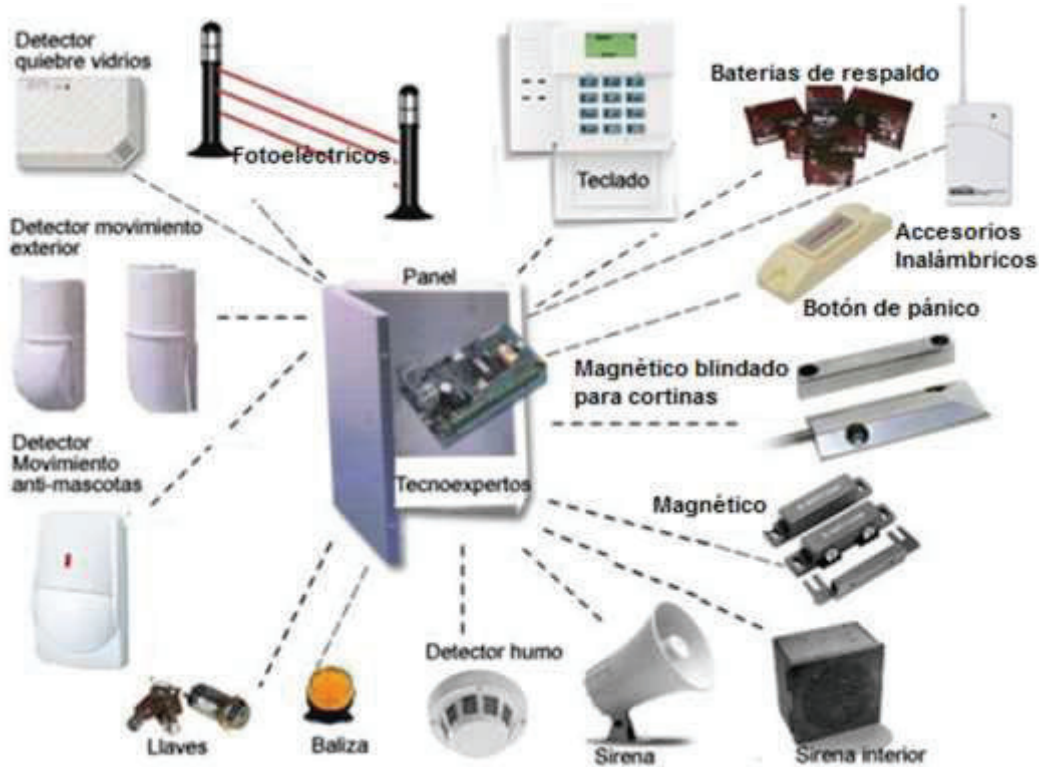 Detector
quiebre vidrios
Fotoeléctricos
Teclado
Baterías de respaldo
Accesorios
Inalámbricos
Botón de pánico
Detector movimiento
exterior
Panel
Tecnoexpertos
Magnético blindado
para cortinas
Detector
Movimiento
anti-mascotas
Magnético
Llaves
Baliza
Detector humo
Sirena
Sirena interior